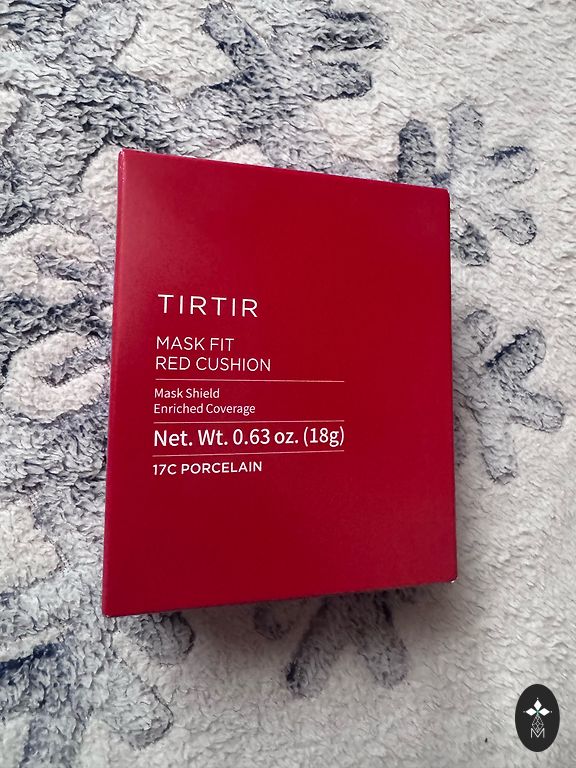 TIRTIR
MASK FIT
RED CUSHION
Mask Shield
Enriched Coverage
Net. Wt. 0.63 oz. (18g)
17C PORCELAIN
M